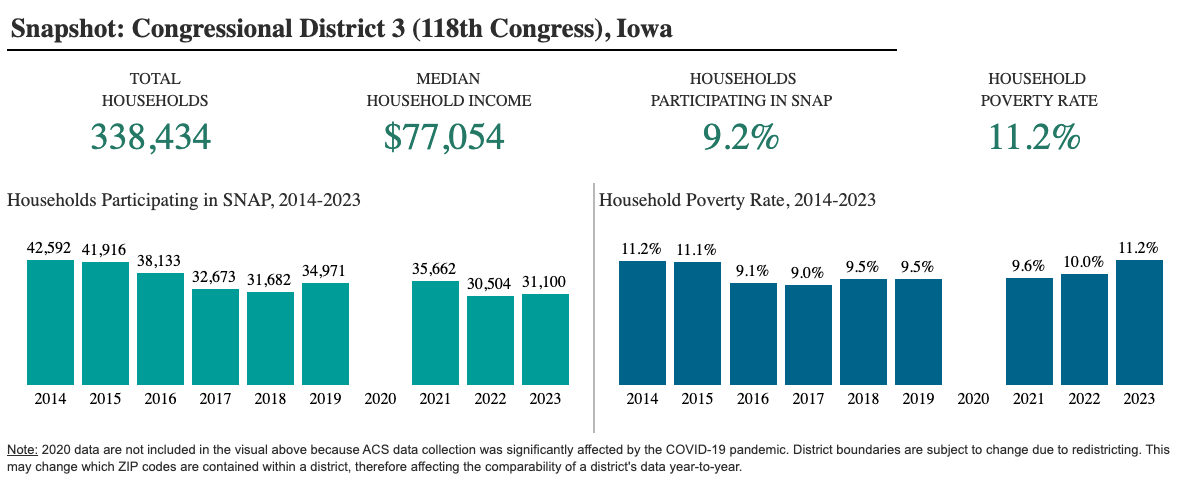 Snapshot: Congressional District 3 (118th Congress), Iowa
TOTAL
HOUSEHOLDS
338,434
MEDIAN
HOUSEHOLD INCOME
$77,054
HOUSEHOLDS
PARTICIPATING IN SNAP
9.2%
HOUSEHOLD
POVERTY RATE
11.2%
Households Participating in SNAP, 2014-2023
42,592 41,916 38,133 32,673 31,682 34,971 35,662 30,504 31,100
2014 2015 2016 2017 2018 2019 2020 2021 2022 2023
Household Poverty Rate, 2014-2023
11.2% 11.1% 9.1% 9.0% 9.5% 9.5% 9.6% 10.0% 11.2%
2014 2015 2016 2017 2018 2019 2020 2021 2022 2023
Note: 2020 data are not included in the visual above because ACS data collection was significantly affected by the COVID-19 pandemic. District boundaries are subject to change due to redistricting. This
may change which ZIP codes are contained within a district, therefore affecting the comparability of a district's data year-to-year.